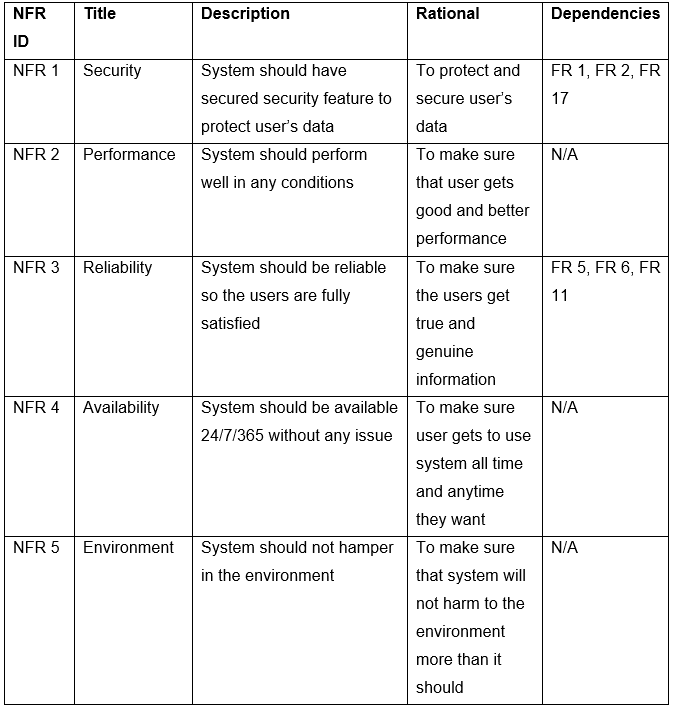 NFR ID
Title
Description
Rational
Dependencies
NFR 1
Security
System should have
secured security feature to
protect user's data
To protect and
secure user's
data
FR 1, FR 2, FR
17
NFR 2
Performance
System should perform
well in any conditions
To make sure
that user gets
good and better
performance
N/A
NFR 3
Reliability
System should be reliable
so the users are fully
satisfied
To make sure
the users get
true and
genuine
information
FR 5, FR 6, FR
11
NFR 4
Availability
System should be available
24/7/365 without any issue
To make sure
user gets to use
system all time
and anytime
they want
N/A
NFR 5
Environment
System should not hamper
in the environment
To make sure
that system will
not harm to the
environment
more than it
should
N/A